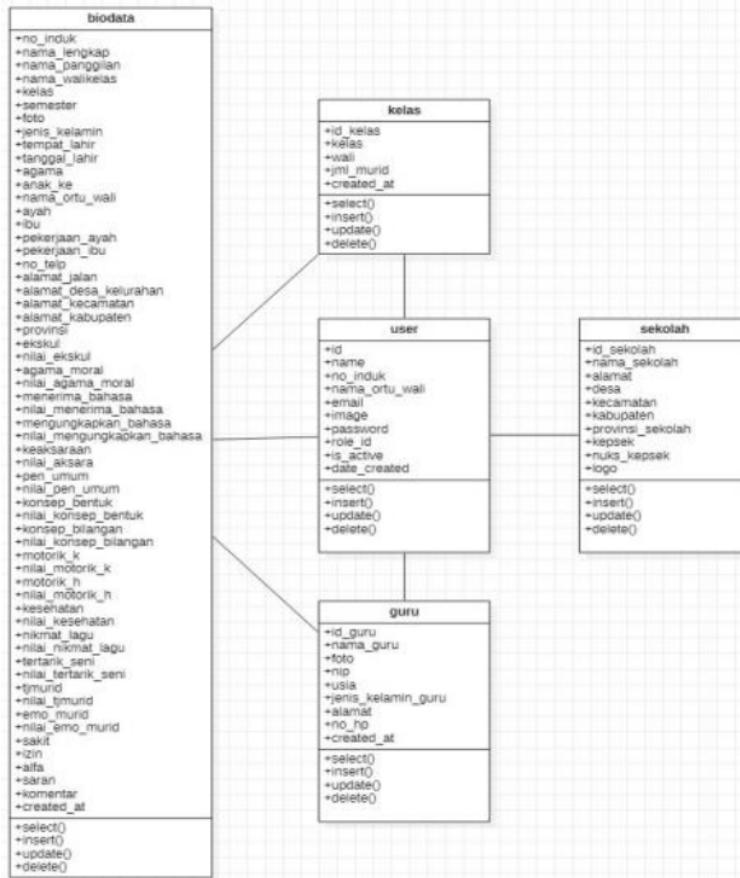 biodata
+no_induk
+nama_lengkap
+nama_panggilan
+nama_walikelas
+kelas
+semester
+foto
+jenis_kelamin
+tempat_lahir
+tanggal_lahir
+agama
+anak_ke
+nama_ortu_wali
+ayah
+ibu
+pekerjaan_ayah
+pekerjaan_ibu
+no_telp
+alamat_jalan
+alamat_desa_kelurahan
+alamat_kecamatan
+alamat_kabupaten
+provinsi
+ekskul
+nilai_ekskul
+agama_moral
+nilai_agama_moral
+menerima_bahasa
+nilai_menerima_bahasa
+mengungkapkan_bahasa
+nilai_mengungkapkan_bahasa
+keaksaraan
+nilai_aksara
+pen_umum
+nilai_pen_umum
+konsep_bentuk
+nilai_konsep_bentuk
+konsep_bilangan
+nilai_konsep_bilangan
+motorik_k
+nilai_motorik_k
+motorik_h
+nilai_motorik_h
+kesehatan
+nilai_kesehatan
+nikmat_lagu
+nilai_nikmat_lagu
+tertarik_seni
+nilai_tertarik_seni
+tjmurid
+nilai_tjmurid
+emo_murid
+nilai_emo_murid
+sakit
+izin
+alfa
+saran
+komentar
+created_at
+select()
+insert()
+update()
+delete()
kelas
+id_kelas
+kelas
+wali
+jml_murid
+created_at
+select()
+insert()
+update()
+delete()
user
+id
+name
+no_induk
+nama_ortu_wali
+email
+image
+password
+role_id
+is_active
+date_created
+select()
+insert()
+update()
+delete()
sekolah
+id_sekolah
+nama_sekolah
+alamat
+desa
+kecamatan
+kabupaten
+provinsi_sekolah
+kepsek
+nuks_kepsek
+logo
+select()
+insert()
+update()
+delete()
guru
+id_guru
+nama_guru
+foto
+nip
+usia
+jenis_kelamin_guru
+alamat
+no_hp
+created_at
+select()
+insert()
+update()
+delete()